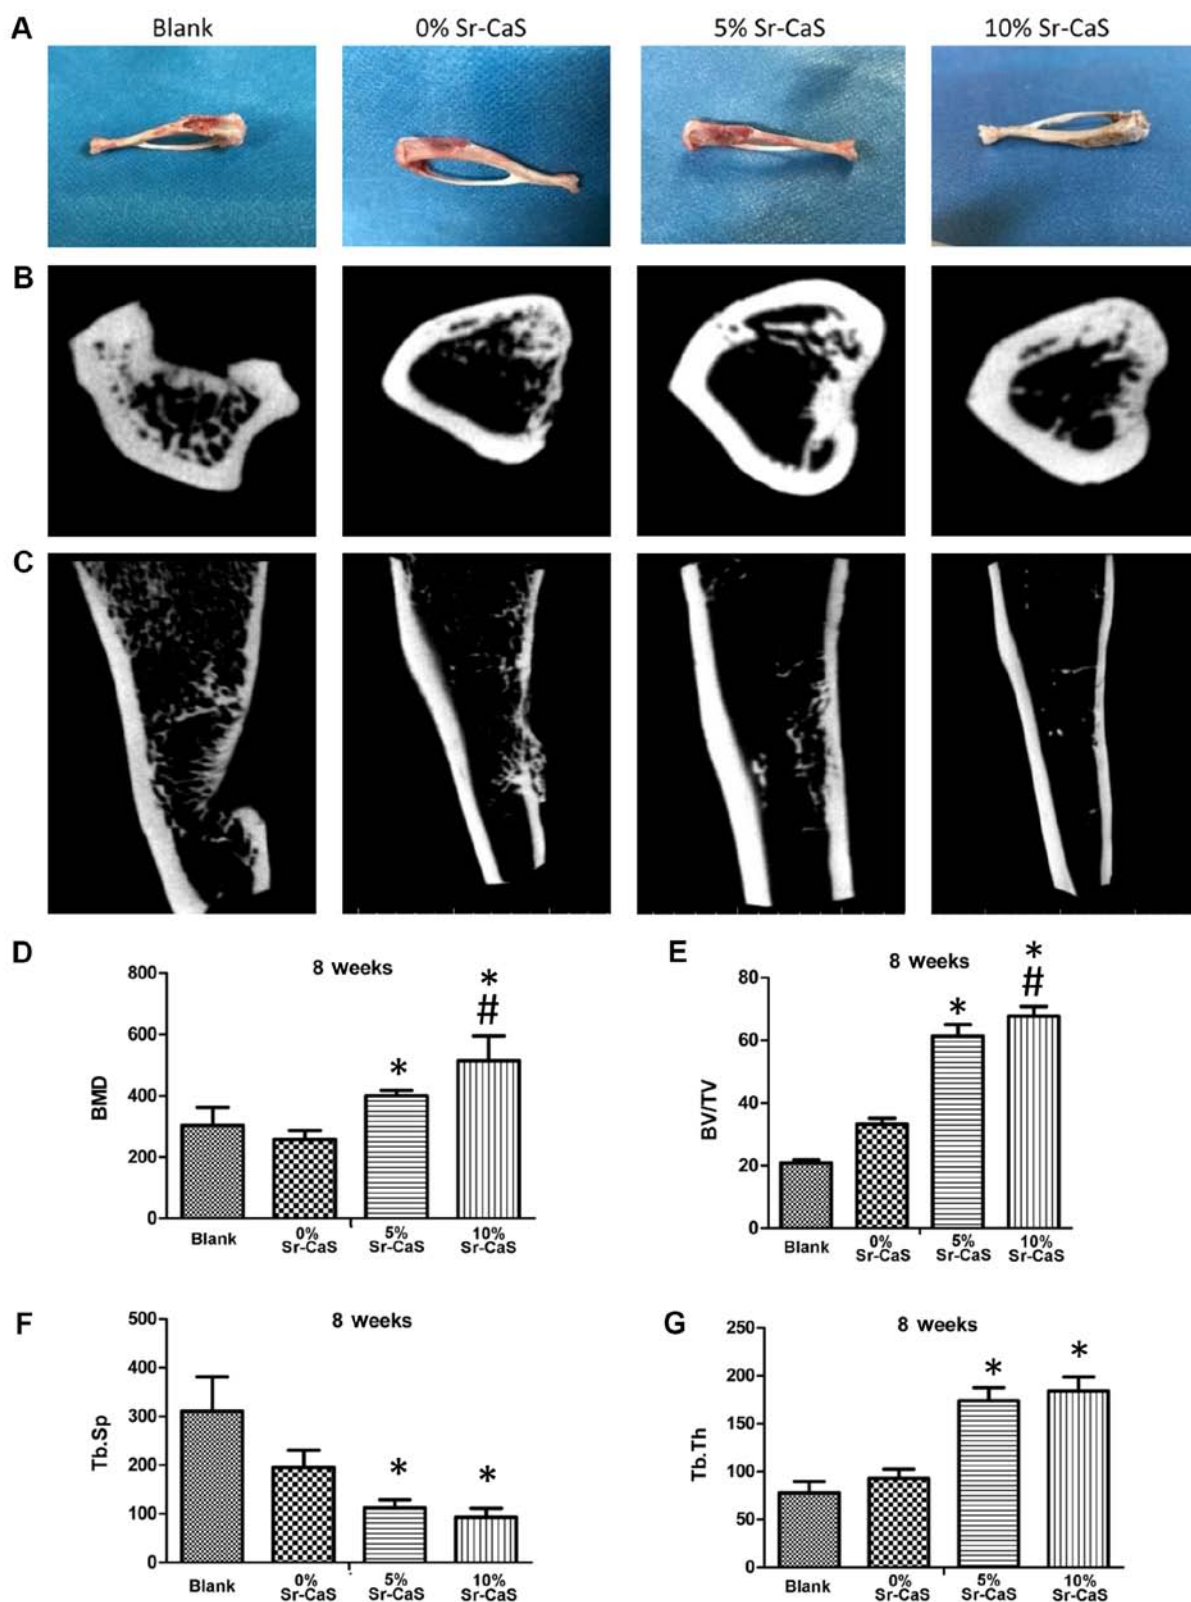 A
Blank
0% Sr-CaS
5% Sr-CaS
10% Sr-CaS
B
C
D
8 weeks
BMD
800
600
400
200
0
*
*
#
Blank
0%
Sr-CaS
5%
Sr-CaS
10%
Sr-CaS
E
8 weeks
BV/TV
80
60
40
20
0
*
*
#
Blank
0%
Sr-CaS
5%
Sr-CaS
10%
Sr-CaS
F
8 weeks
Tb.Sp
500
400
300
200
100
0
*
*
Blank
0%
Sr-CaS
5%
Sr-CaS
10%
Sr-CaS
G
8 weeks
Tb.Th
250
200
150
100
50
0
*
*
Blank
0%
Sr-CaS
5%
Sr-CaS
10%
Sr-CaS